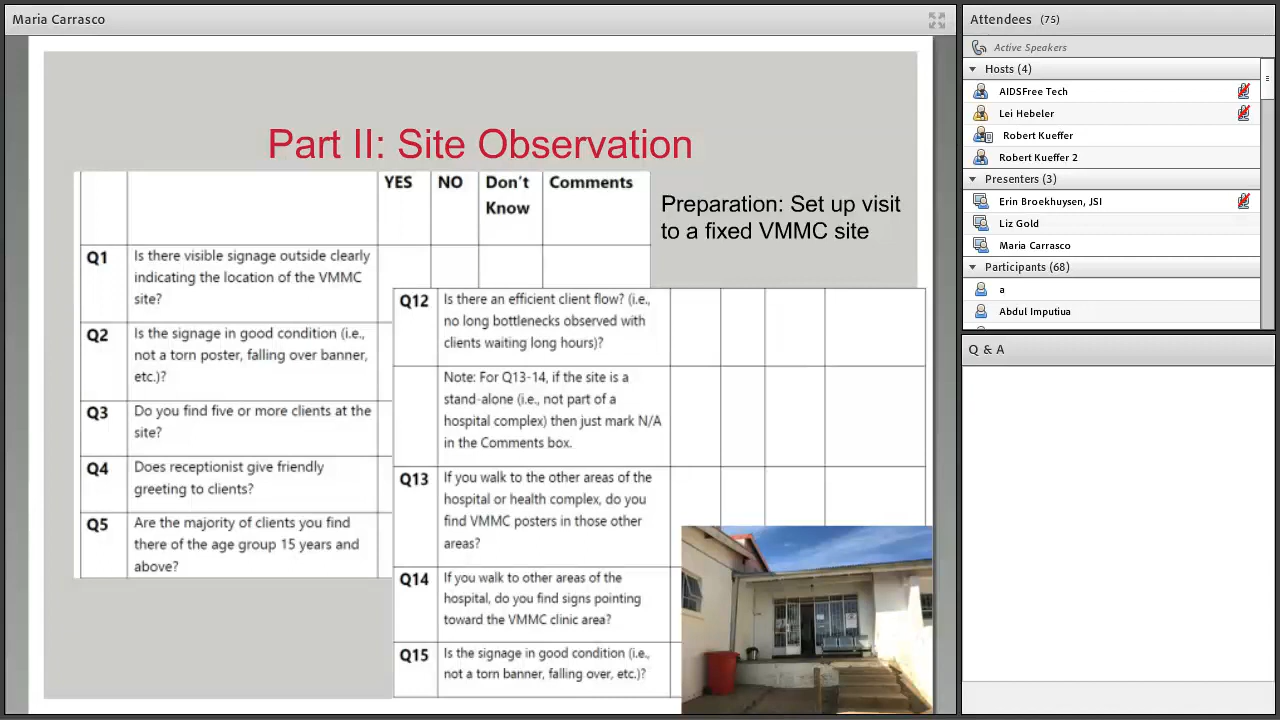 Maria Carrasco
Part II: Site Observation
YES NO Don't Know Comments
Preparation: Set up visit
to a fixed VMMC site
Q1 Is there visible signage outside clearly
indicating the location of the VMMC
site?
Q2 Is the signage in good condition (i.e.,
not a torn poster, falling over banner,
etc.)?
Q3 Do you find five or more clients at the
site?
Q4 Does receptionist give friendly
greeting to clients?
Q5 Are the majority of clients you find
there of the age group 15 years and
above?
Q12 Is there an efficient client flow? (i.e.,
no long bottlenecks observed with
clients waiting long hours)?
Note: For Q13-14, if the site is a
stand-alone (i.e., not part of a
hospital complex) then just mark N/A
in the Comments box.
Q13 If you walk to the other areas of the
hospital or health complex, do you
find VMMC posters in those other
areas?
Q14 If you walk to other areas of the
hospital, do you find signs pointing
toward the VMMC clinic area?
Q15 Is the signage in good condition (i.e.,
not a torn banner, falling over, etc.)?
Attendees (75)
Active Speakers
Hosts (4)
AIDSFree Tech
Lei Hebeler
Robert Kueffer
Robert Kueffer 2
Presenters (3)
Erin Broekhuysen, JSI
Liz Gold
Maria Carrasco
Participants (68)
a
Abdul Imputiua
Q & A